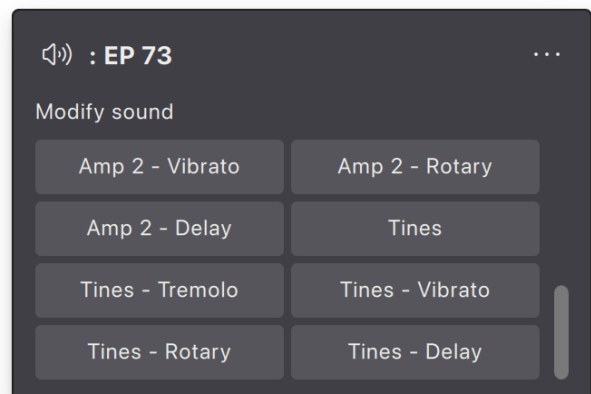 : EP 73
Modify sound
Amp 2 - Vibrato
Amp 2 - Rotary
Amp 2 - Delay
Tines
Tines - Tremolo
Tines - Vibrato
Tines - Rotary
Tines - Delay